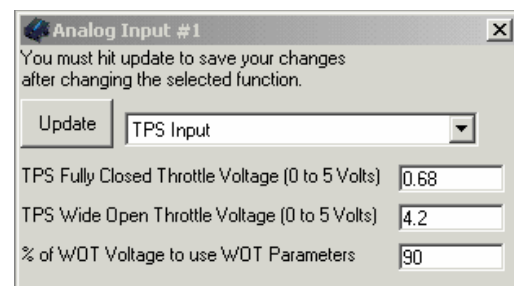 Analog Input #1
You must hit update to save your changes
after changing the selected function.
Update TPS Input
TPS Fully Closed Throttle Voltage (0 to 5 Volts) 0.68
TPS Wide Open Throttle Voltage (0 to 5 Volts) 4.2
% of WOT Voltage to use WOT Parameters 90